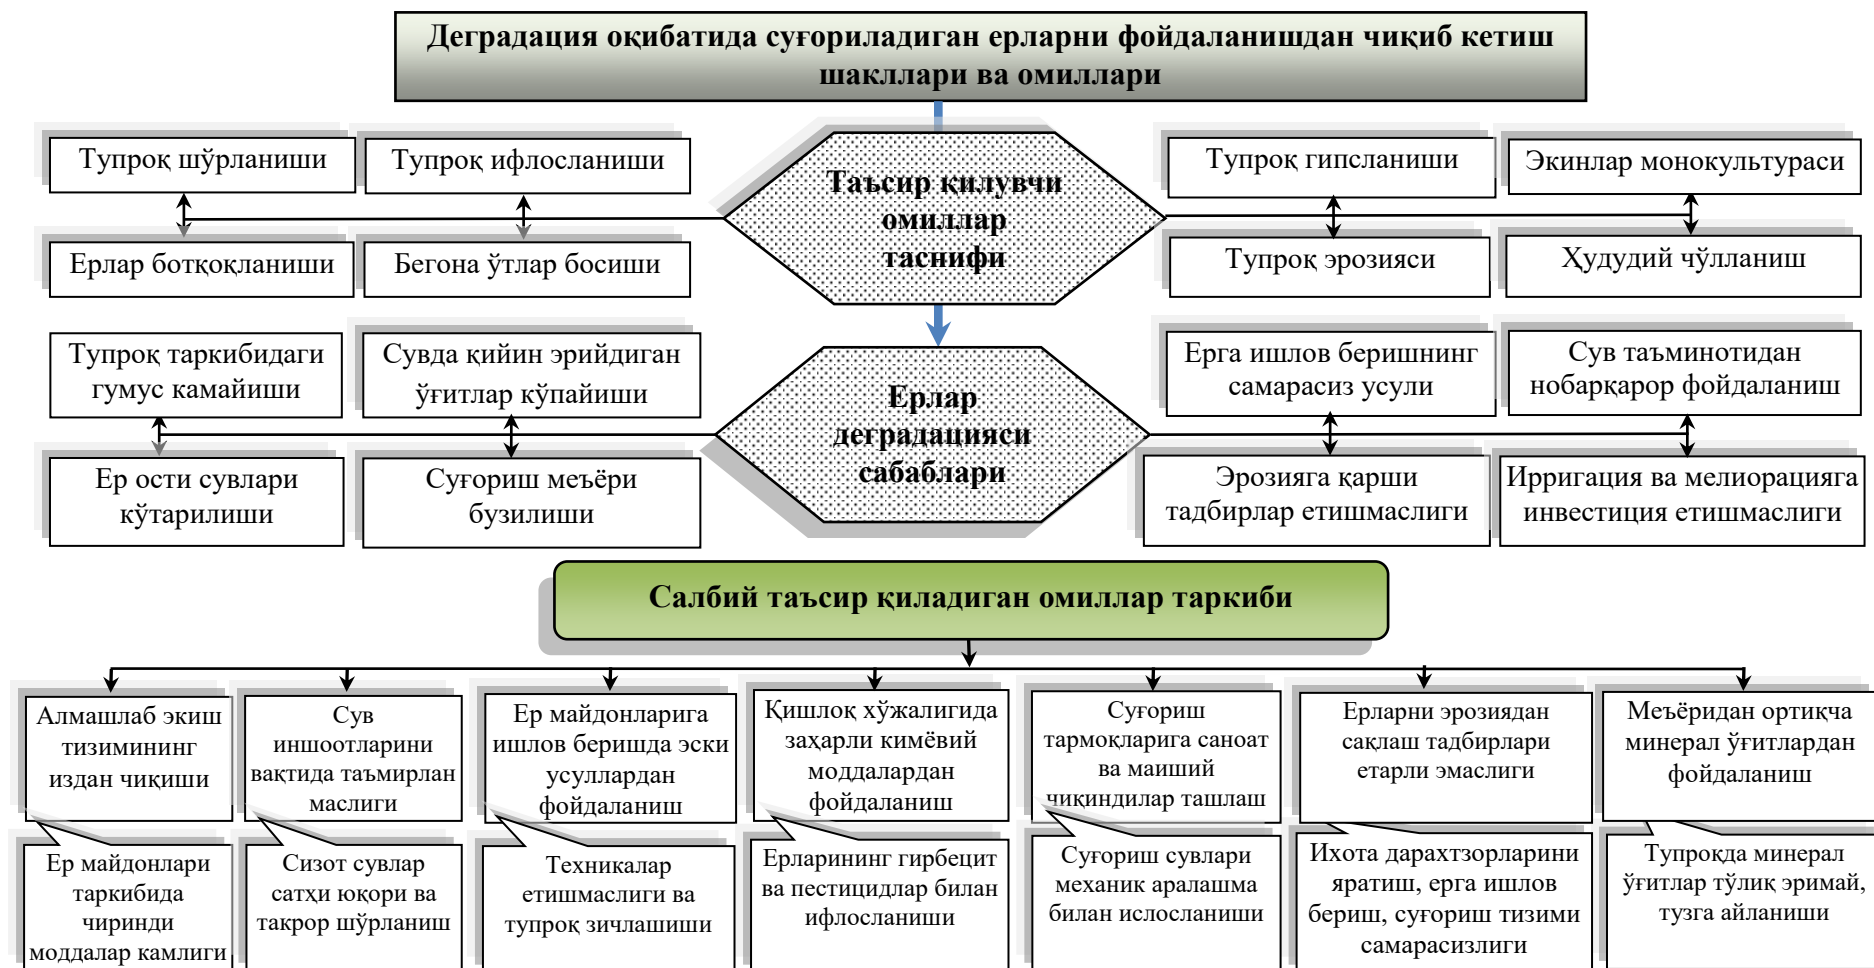 Деградация оқибатида суғориладиган ерларни фойдаланишдан чиқиб кетиш
шакллари ва омиллари
Тупроқ шўрланиши
Тупроқ ифлосланиши
Ерлар ботқоқланиши
Бегона ўтлар босиши
Таъсир қилувчи
омиллар
таснифи
Тупроқ гипсланиши
Экинлар монокультураси
Тупроқ эрозияси
Ҳудудий чўлланиш
Тупроқ таркибидаги
гумус камайиши
Сувда қийин эрийдиган
ўғитлар кўпайиши
Ер ости сувлари
кўтарилиши
Суғориш меъёри
бузилиши
Ерлар
деградацияси
сабаблари
Ерга ишлов беришнинг
самарасиз усули
Сув таъминотидан
нобарқарор фойдаланиш
Эрозияга қарши
тадбирлар етишмаслиги
Ирригация ва мелиорацияга
инвестиция етишмаслиги
Салбий таъсир қиладиган омиллар таркиби
Алмашлаб экиш
тизимининг
издан чиқиши
Сув
иншоотларини
вақтида таъмирлан
маслиги
Ер майдонларига
ишлов беришда эски
усуллардан
фойдаланиш
Қишлоқ хўжалигида
заҳарли кимёвий
моддалардан
фойдаланиш
Суғориш
тармоқларига саноат
ва маиший
чиқиндилар ташлаш
Ерларни эрозиядан
сақлаш тадбирлари
етарли эмаслиги
Меъёридан ортиқча
минерал ўғитлардан
фойдаланиш
Ер майдонлари
таркибида
чиринди
моддалар камлиги
Сизот сувлар
сатҳи юқори ва
такрор шўрланиш
Техникалар
етишмаслиги ва
тупроқ зичлашиши
Ерларининг гирбецит
ва пестицидлар билан
ифлосланиши
Суғориш сувлари
механик аралашма
билан ислосланиши
Ихота дарахтзорларини
яратиш, ерга ишлов
бериш, суғориш тизими
самарасизлиги
Тупроқда минерал
ўғитлар тўлиқ эримай,
тузга айланиши